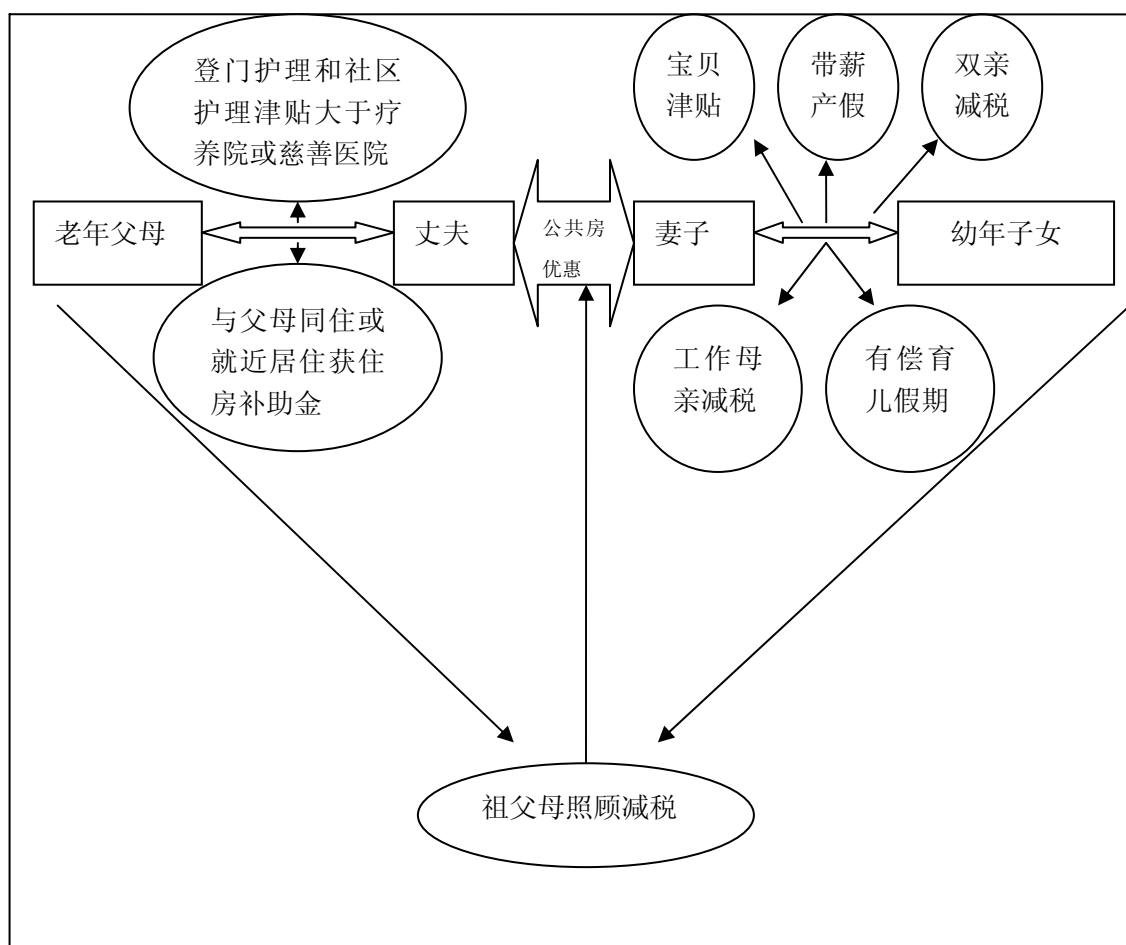 登门护理和社区
护理津贴大于疗
养院或慈善医院
宝贝
津贴
带薪
产假
双亲
减税
老年父母
丈夫
公共房
优惠
妻子
幼年子女
与父母同住或
就近居住获住
房补助金
工作母
亲减税
有偿育
儿假期
祖父母照顾减税